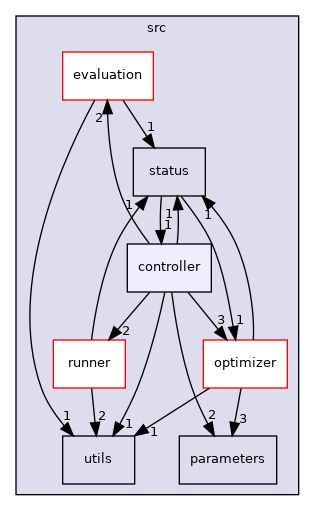 src
evaluation
2
1
status
1
1
1
1
controller
2
3
1
runner
optimizer
1
2
1
1
2
3
utils
parameters